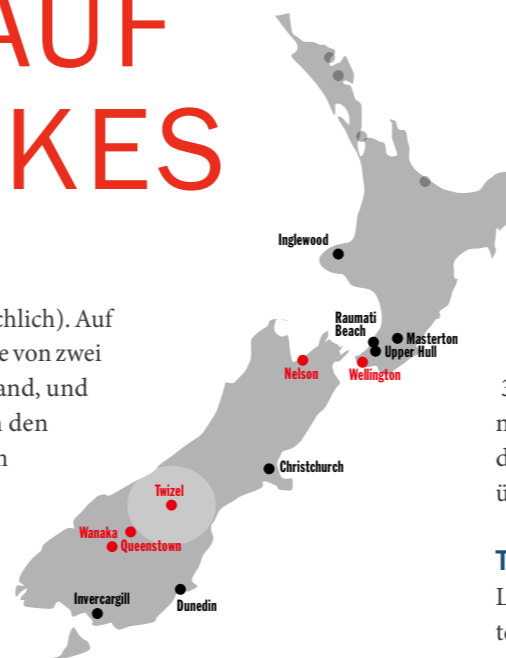 AUF
KES
chlich). Auf
e von zwei
and, und
den
Inglewood
Raumati
Beach
Masterton
Upper Hull
Nelson
Wellington
Christchurch
Twizel
Wanaka
Queenstown
Invercargill
Dunedin
ü
T
L
te